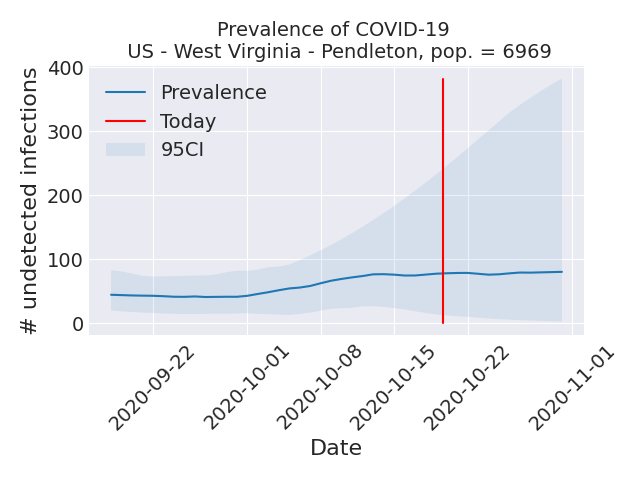 Prevalence of COVID-19
US - West Virginia - Pendleton, pop. = 6969
# undetected infections
400
300
200
100
0
Prevalence
Today
95CI
2020-09-22
2020-10-01
2020-10-08
2020-10-15
2020-10-22
2020-11-01
Date